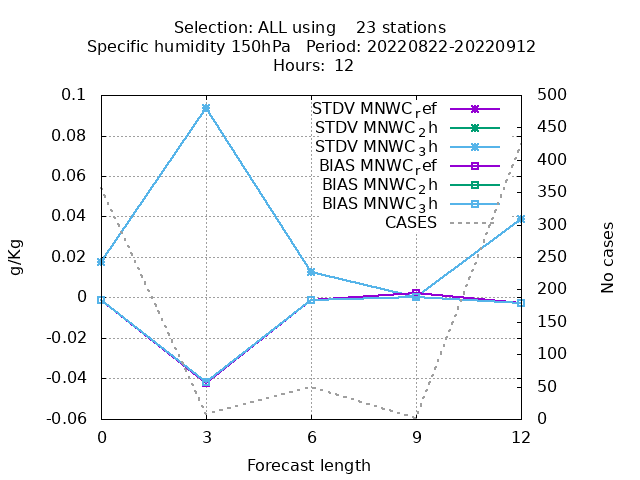 Selection: ALL using    23 stations
Specific humidity 150hPa   Period: 20220822-20220912
Hours:  12
0.1
0.08
0.06
0.04
0.02
0
-0.02
-0.04
-0.06
g/Kg
STDV MNWC_ref
STDV MNWC_2h
STDV MNWC_3h
BIAS MNWC_ref
BIAS MNWC_2h
BIAS MNWC_3h
CASES
500
450
400
350
300
250
200
150
100
50
0
No cases
0 3 6 9 12
Forecast length